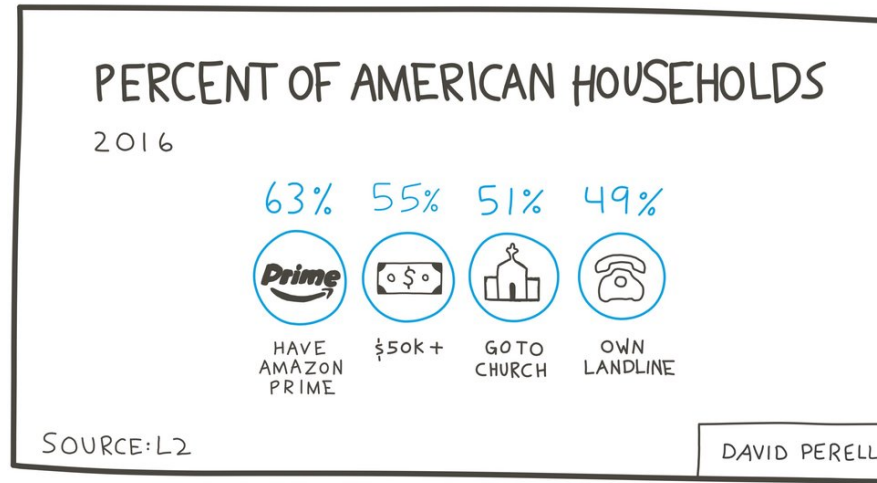 PERCENT OF AMERICAN HOUSEHOLDS
2016
63% 55% 51% 49%
Prime $
HAVE AMAZON PRIME
$50K+
GO TO CHURCH
OWN LANDLINE
SOURCE:L2
DAVID PERELL